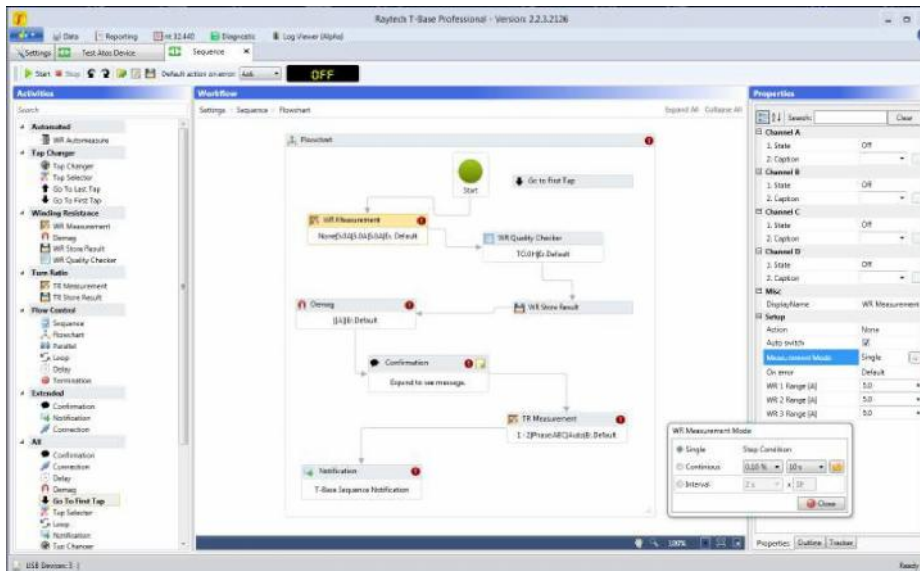 Raytech T-Base Professional - Version: 2.2.3.2126
Data
Reporting
Diagnostic
Log Viewer (Alpha)
Settings
Test Atos Device
Sequence
Start
Stop
Default action on error:
OFF
Activities
Workflow
Properties
Search
Settings
Sequence
Flowchart
Expand All
Collapse All
Search:
Clear
Automated
WR Automeasure
Tap Changer
Tap Changer
Tap Selector
Go To Last Tap
Go To First Tap
Winding Resistance
WR Measurement
Demag
WR Store Result
WR Quality Checker
Turn Ratio
TR Measurement
TR Store Result
Flow Control
Sequence
Flowchart
Parallel
Loop
Delay
Termination
Extended
Confirmation
Notification
Connection
All
Confirmation
Connection
Delay
Demag
Go To First Tap
Tap Selector
Loop
Notification
Tap Changer
Flowchart
Start
Go to First Tap
WR Measurement
WR Quality Checker
Demag
WR Store Result
Confirmation
Expand to see message.
TR Measurement
Notification
T-Base Sequence Notification
100%
Channel A
1. State Off
2. Caption
Channel B
1. State Off
2. Caption
Channel C
1. State Off
2. Caption
Channel D
1. State Off
2. Caption
Misc
DisplayName WR Measurement
Setup
Action None
Auto switch
Measurement Mode Single
On error Default
WR 1 Range [A] 5.0
WR 2 Range [A] 5.0
WR 3 Range [A] 5.0
WR Measurement Mode
Single
Stop Condition
Continuous 0.10 % 10 s
Interval 2 s x 10
Close
Properties
Outline
Tracker
USB Devices: 3
Ready